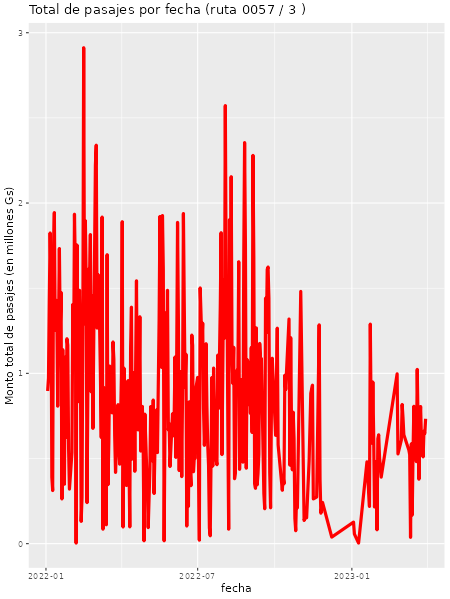 Total de pasajes por fecha (ruta 0057 / 3 )
Monto total de pasajes (en millones Gs)
3
2
1
0
2022-01
2022-07
2023-01
fecha